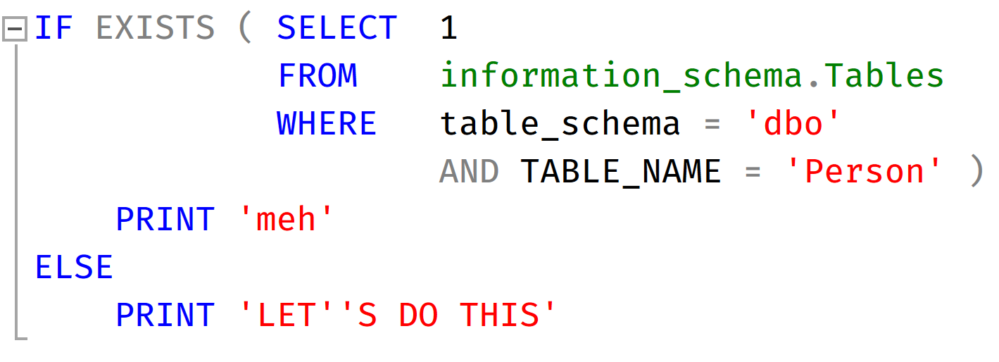 IF EXISTS ( SELECT  1
            FROM    information_schema.Tables
            WHERE   table_schema = 'dbo'
                    AND TABLE_NAME = 'Person' )
    PRINT 'meh'
ELSE
    PRINT 'LET''S DO THIS'